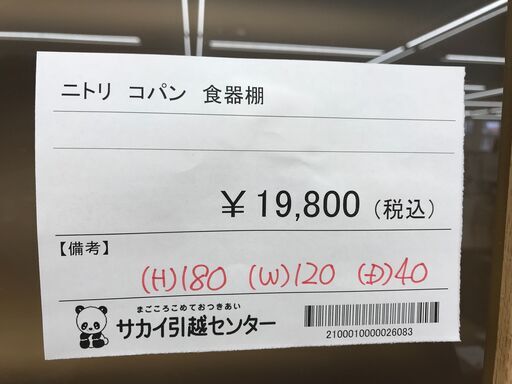 ニトリ コパン 食器棚
￥19,800（税込）
【備考】
(H)180 (W)120 (D)40
まごころこめておつきあい
サカイ引越センター
2100010000026083